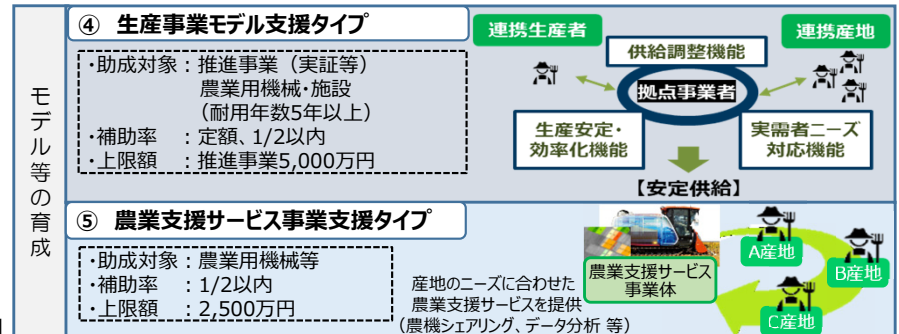 モデル等の育成
④ 生産事業モデル支援タイプ
・助成対象：推進事業（実証等）
農業用機械・施設
（耐用年数5年以上）
・補助率　：定額、1/2以内
・上限額　：推進事業5,000万円
連携生産者
連携産地
供給調整機能
拠点事業者
生産安定・
効率化機能
実需者ニーズ
対応機能
【安定供給】
⑤ 農業支援サービス事業支援タイプ
・助成対象：農業用機械等
・補助率　：1/2以内
・上限額　：2,500万円
産地のニーズに合わせた
農業支援サービスを提供
（農機シェアリング、データ分析 等）
農業支援サービス
事業体
A産地
B産地
C産地